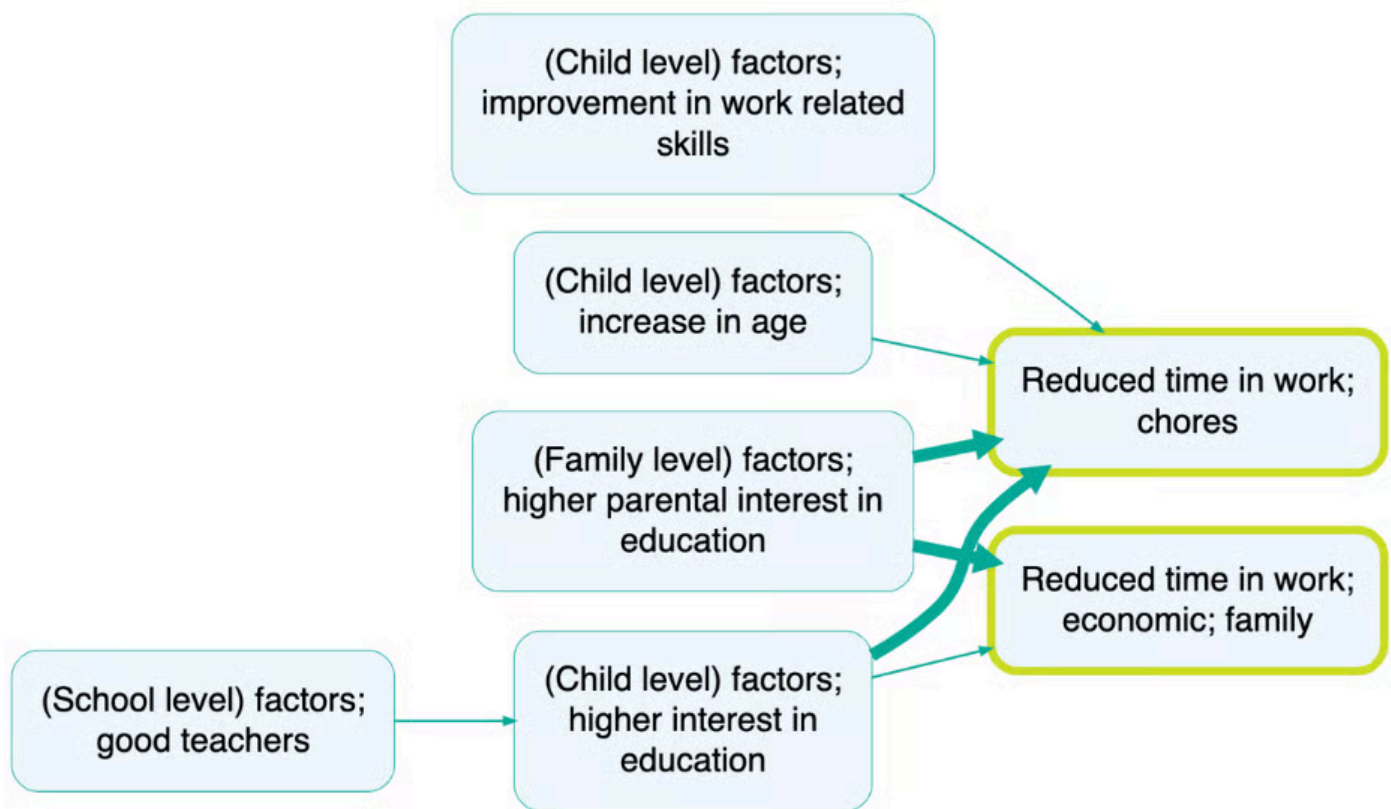 (Child level) factors;
improvement in work related
skills
(Child level) factors;
increase in age
Reduced time in work;
chores
(Family level) factors;
higher parental interest in
education
Reduced time in work;
economic; family
(School level) factors;
good teachers
(Child level) factors;
higher interest in
education